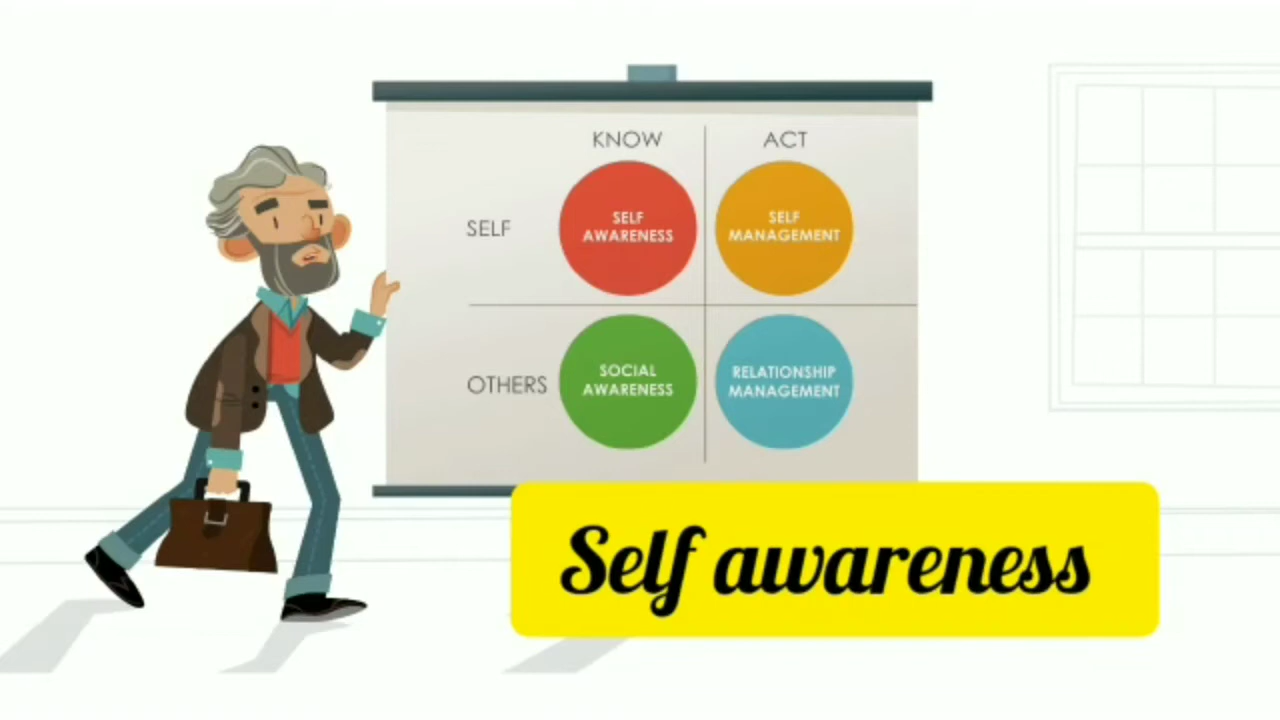 KNOW ACT
SELF
SELF
AWARENESS
SELF
MANAGEMENT
OTHERS
SOCIAL
AWARENESS
RELATIONSHIP
MANAGEMENT
Self awareness